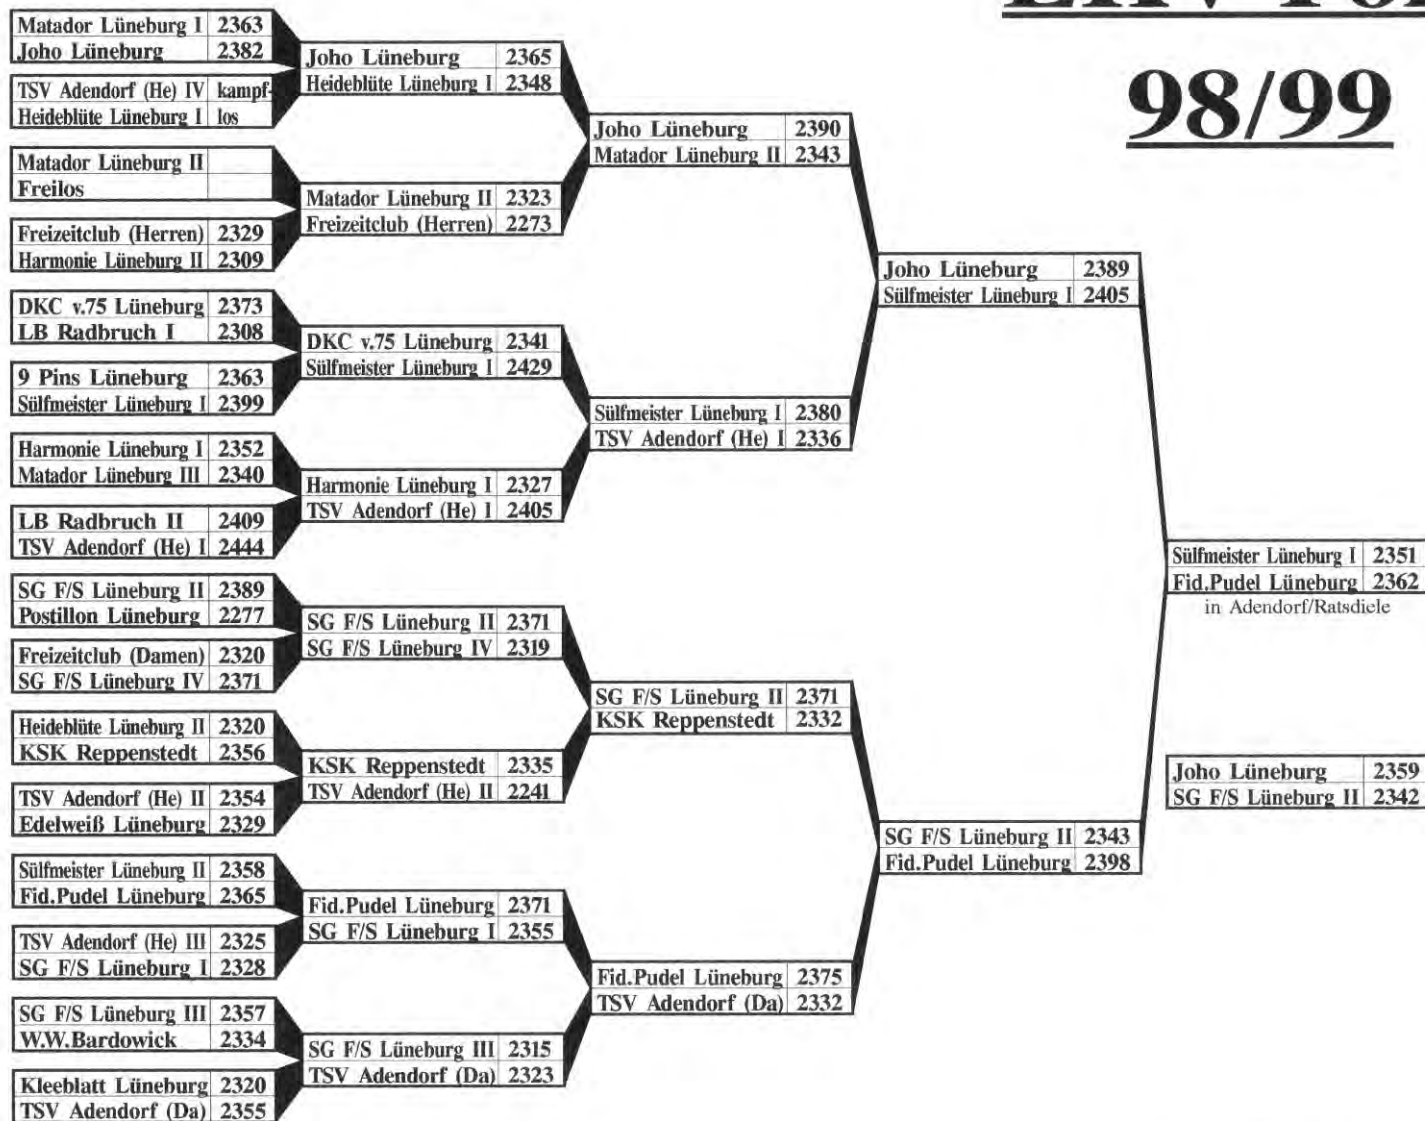 98/99
Matador Lüneburg I 2363
Joho Lüneburg 2382
TSV Adendorf (He) IV kampf-
Heideblüte Lüneburg I los
Matador Lüneburg II
Freilos
Freizeitclub (Herren) 2329
Harmonie Lüneburg II 2309
DKC v.75 Lüneburg 2373
LB Radbruch I 2308
9 Pins Lüneburg 2363
Sülfmeister Lüneburg I 2399
Harmonie Lüneburg I 2352
Matador Lüneburg III 2340
LB Radbruch II 2409
TSV Adendorf (He) I 2444
SG F/S Lüneburg II 2389
Postillon Lüneburg 2277
Freizeitclub (Damen) 2320
SG F/S Lüneburg IV 2371
Heideblüte Lüneburg II 2320
KSK Reppenstedt 2356
TSV Adendorf (He) II 2354
Edelweiß Lüneburg 2329
Sülfmeister Lüneburg II 2358
Fid.Pudel Lüneburg 2365
TSV Adendorf (He) III 2325
SG F/S Lüneburg I 2328
SG F/S Lüneburg III 2357
W.W.Bardowick 2334
Kleeblatt Lüneburg 2320
TSV Adendorf (Da) 2355
Joho Lüneburg 2365
Heideblüte Lüneburg I 2348
Matador Lüneburg II 2323
Freizeitclub (Herren) 2273
DKC v.75 Lüneburg 2341
Sülfmeister Lüneburg I 2429
Harmonie Lüneburg I 2327
TSV Adendorf (He) I 2405
SG F/S Lüneburg II 2371
SG F/S Lüneburg IV 2319
KSK Reppenstedt 2335
TSV Adendorf (He) II 2241
Fid.Pudel Lüneburg 2371
SG F/S Lüneburg I 2355
SG F/S Lüneburg III 2315
TSV Adendorf (Da) 2323
Joho Lüneburg 2390
Matador Lüneburg II 2343
Sülfmeister Lüneburg I 2380
TSV Adendorf (He) I 2336
SG F/S Lüneburg II 2371
KSK Reppenstedt 2332
Fid.Pudel Lüneburg 2375
TSV Adendorf (Da) 2332
Joho Lüneburg 2389
Sülfmeister Lüneburg I 2405
SG F/S Lüneburg II 2343
Fid.Pudel Lüneburg 2398
Sülfmeister Lüneburg I 2351
Fid.Pudel Lüneburg 2362
in Adendorf/Ratsdiele
Joho Lüneburg 2359
SG F/S Lüneburg II 2342